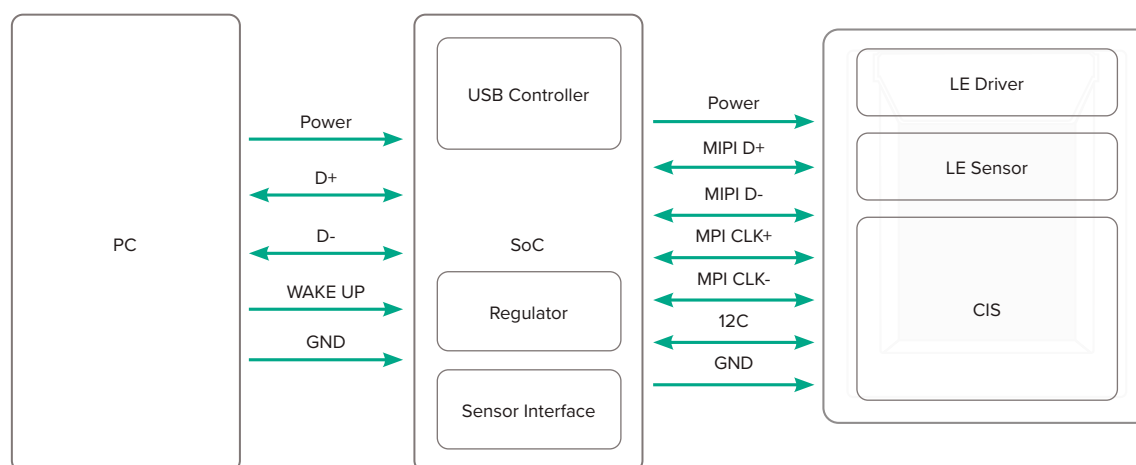 PC
Power
D+
D-
WAKE UP
GND
USB Controller
SoC
Regulator
Sensor Interface
Power
MIPI D+
MIPI D-
MPI CLK+
MPI CLK-
12C
GND
LE Driver
LE Sensor
CIS